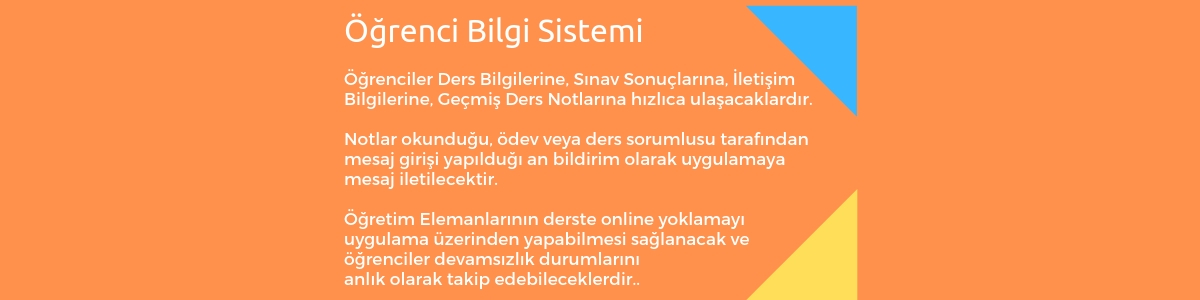 Öğrenci Bilgi Sistemi
Öğrenciler Ders Bilgilerine, Sınav Sonuçlarına, İletişim
Bilgilerine, Geçmiş Ders Notlarına hızlıca ulaşacaklardır.
Notlar okunduğu, ödev veya ders sorumlusu tarafından
mesaj girişi yapıldığı an bildirim olarak uygulamaya
mesaj iletilecektir.
Öğretim Elemanlarının derste online yoklamayı
uygulama üzerinden yapabilmesi sağlanacak ve
öğrenciler devamsızlık durumlarını
anlık olarak takip edebileceklerdir..